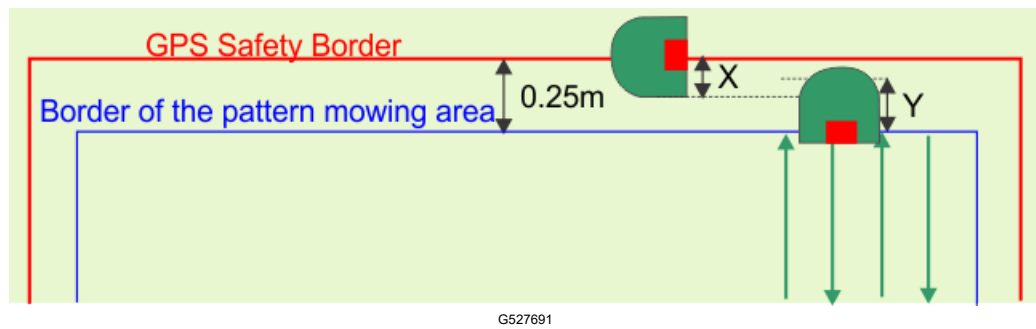 GPS Safety Border
X
0.25m
Border of the pattern mowing area
Y
G527691